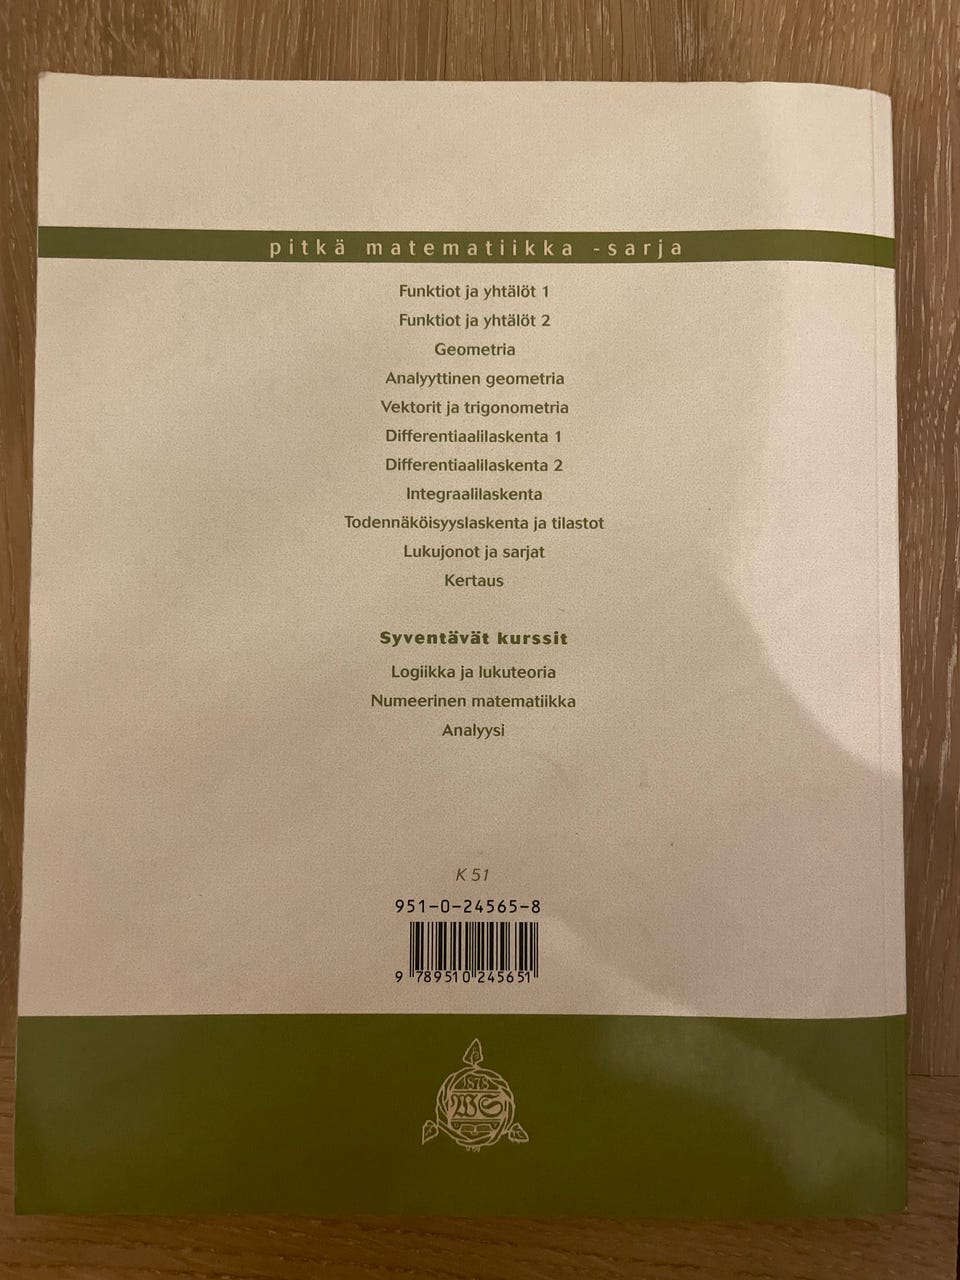 pitkä matematiikka -sarja
Funktiot ja yhtälöt 1
Funktiot ja yhtälöt 2
Geometria
Analyyttinen geometria
Vektorit ja trigonometria
Differentiaalilaskenta 1
Differentiaalilaskenta 2
Integraalilaskenta
Todennäköisyyslaskenta ja tilastot
Lukujonot ja sarjat
Kertaus
Syventävät kurssit
Logiikka ja lukuteoria
Numeerinen matematiikka
Analyysi
K 51
951-0-24565-8
9 789510 245651
1878
WS